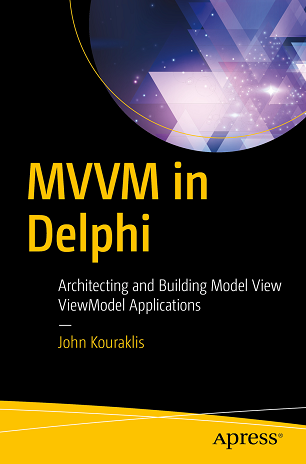 MVVM in
Delphi
Architecting and Building Model View
ViewModel Applications
—
John Kouraklis
Apress®